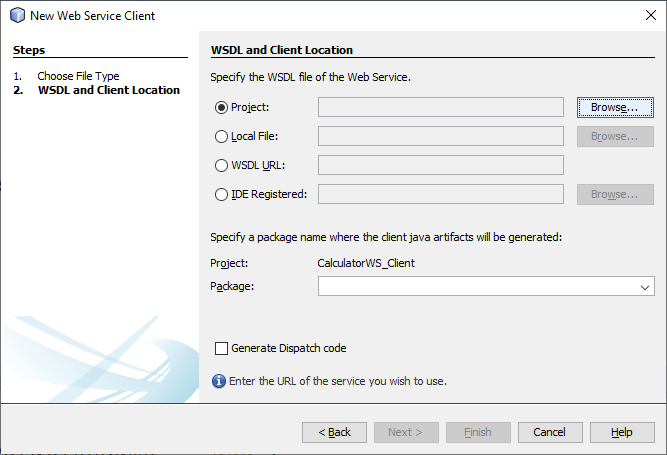 New Web Service Client
Steps
1. Choose File Type
2. WSDL and Client Location
WSDL and Client Location
Specify the WSDL file of the Web Service.
Project: Browse...
Local File: Browse...
WSDL URL:
IDE Registered: Browse...
Specify a package name where the client java artifacts will be generated:
Project: CalculatorWS_Client
Package:
Generate Dispatch code
Enter the URL of the service you wish to use.
< Back Next > Finish Cancel Help